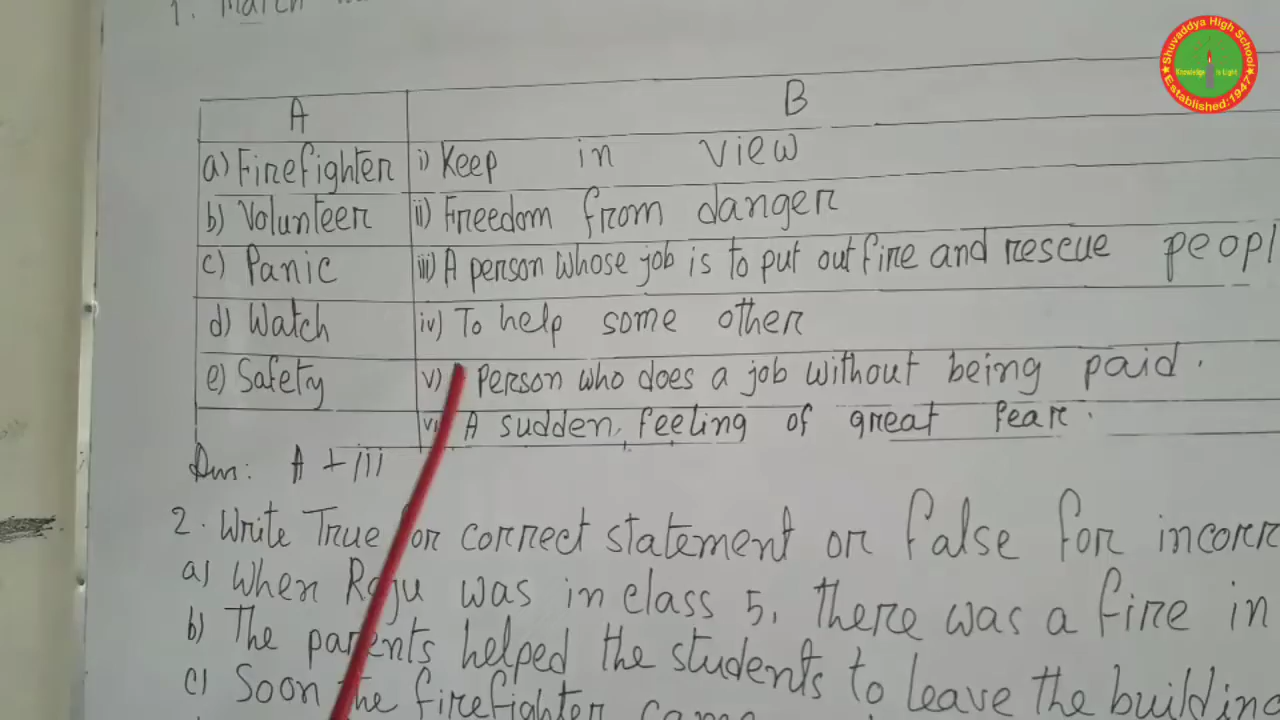 1. Match
A B
a) Firefighter i) Keep in view
b) Volunteer ii) Freedom from danger
c) Panic iii) A person whose job is to put out fire and rescue peopl
d) Watch iv) To help some other
e) Safety v) Person who does a job without being paid.
vi) A sudden feeling of great fear.
Ans: A + iii
2. Write True for correct statement or false for incorr
a) When Raju was in class 5, there was a fire in
b) The parents helped the students to leave the building
c) Soon the firefighter came
Shuvaddya High School
Knowledge is Light
Established:1947